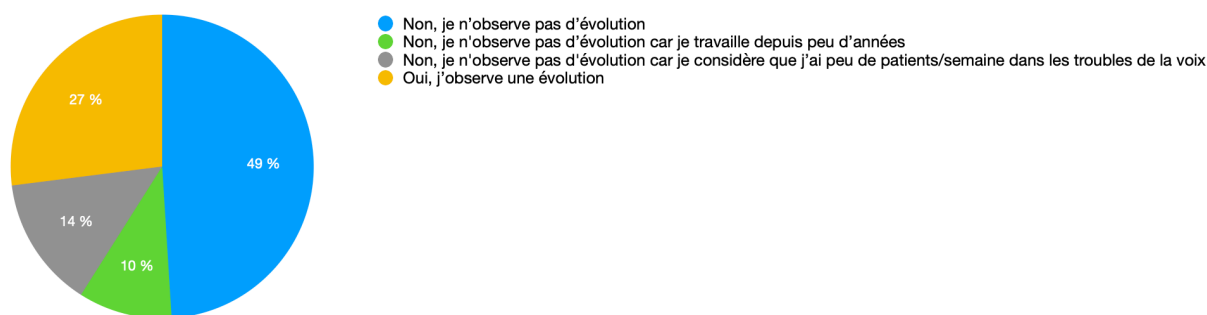 Non, je n’observe pas d’évolution
Non, je n'observe pas d’évolution car je travaille depuis peu d’années
Non, je n'observe pas d’évolution car je considère que j’ai peu de patients/semaine dans les troubles de la voix
Oui, j’observe une évolution
27 %
49 %
14 %
10 %